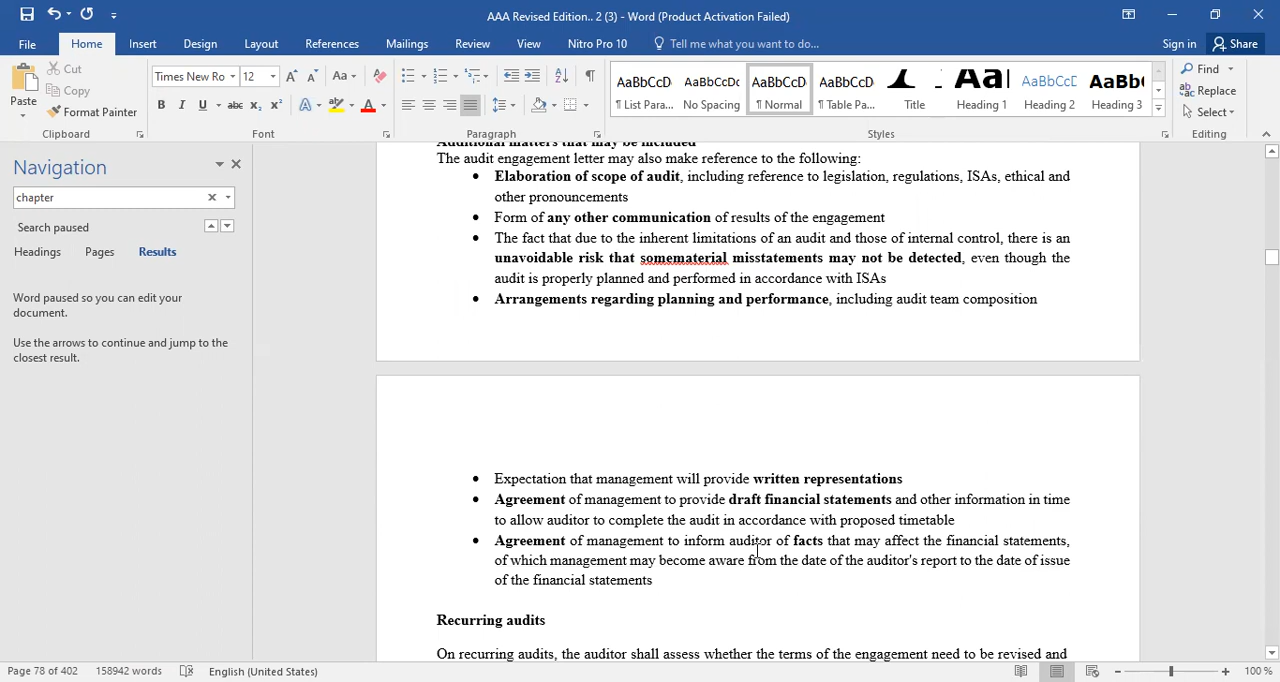 AAA Revised Edition.. 2 (3) - Word (Product Activation Failed)
File Home Insert Design Layout References Mailings Review View Nitro Pro 10 Tell me what you want to do... Sign in Share
Paste Cut Copy Format Painter
Clipboard
Times New Ro 12
Font
Paragraph
AaBbCcD AaBbCcDc AaBbCcD AaBbCcD AaB AaBbCcC AaBbC
¶ List Para... No Spacing ¶ Normal ¶ Table Pa... Title Heading 1 Heading 2 Heading 3
Styles
Find
Replace
Select
Editing
Navigation
chapter
Search paused
Headings Pages Results
Word paused so you can edit your
document.
Use the arrows to continue and jump to the
closest result.
Additional matters that may be included
The audit engagement letter may also make reference to the following:
• Elaboration of scope of audit, including reference to legislation, regulations, ISAs, ethical and
other pronouncements
• Form of any other communication of results of the engagement
• The fact that due to the inherent limitations of an audit and those of internal control, there is an
unavoidable risk that somematerial misstatements may not be detected, even though the
audit is properly planned and performed in accordance with ISAs
• Arrangements regarding planning and performance, including audit team composition
• Expectation that management will provide written representations
• Agreement of management to provide draft financial statements and other information in time
to allow auditor to complete the audit in accordance with proposed timetable
• Agreement of management to inform auditor of facts that may affect the financial statements,
of which management may become aware from the date of the auditor's report to the date of issue
of the financial statements
Recurring audits
On recurring audits, the auditor shall assess whether the terms of the engagement need to be revised and
Page 78 of 402 158942 words English (United States) 100 %